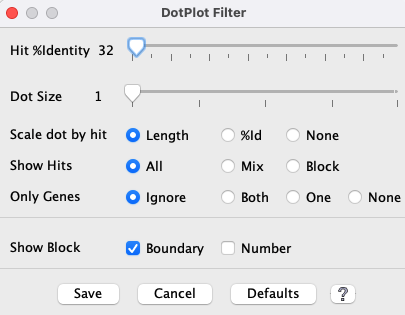 DotPlot Filter
Hit %Identity 32
Dot Size 1
Scale dot by hit Length %Id None
Show Hits All Mix Block
Only Genes Ignore Both One None
Show Block Boundary Number
Save Cancel Defaults ?